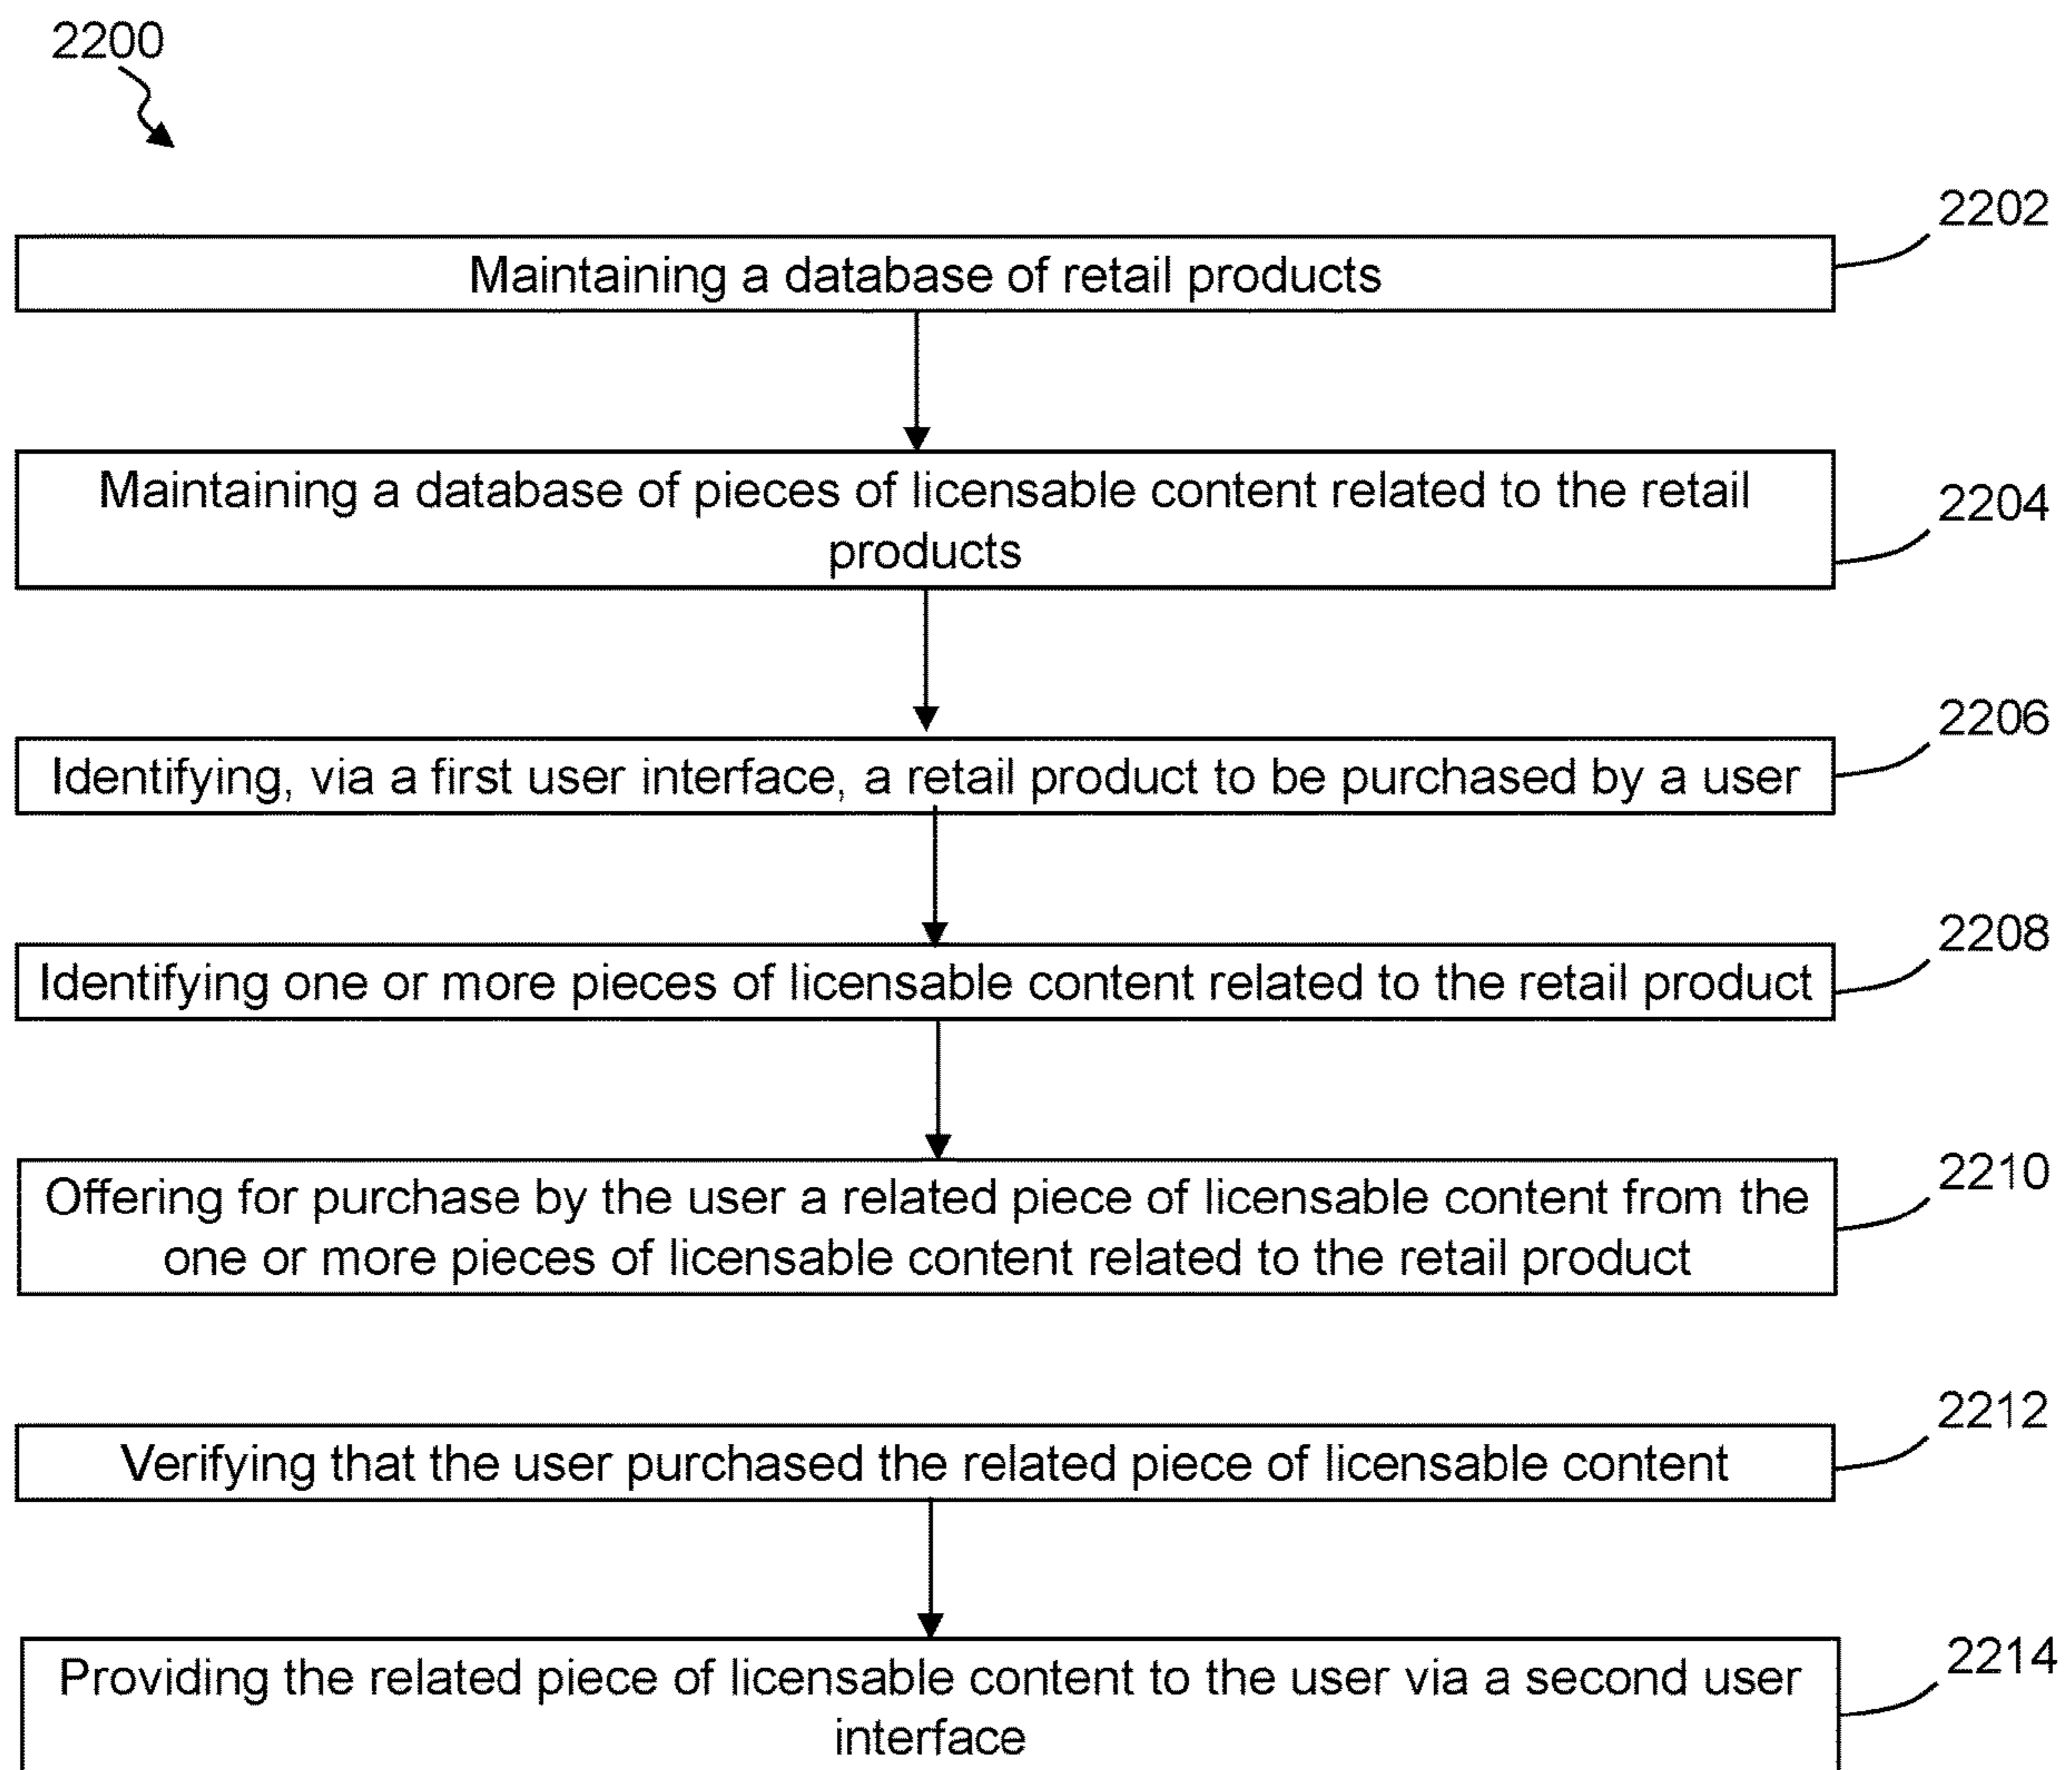 2200
2202
Maintaining a database of retail products
Maintaining a database of pieces of licensable content related to the retail
products
2204
2206
Identifying, via a first user interface, a retail product to be purchased by a user
2208
Identifying one or more pieces of licensable content related to the retail product
2210
Offering for purchase by the user a related piece of licensable content from the
one or more pieces of licensable content related to the retail product
2212
Verifying that the user purchased the related piece of licensable content
2214
Providing the related piece of licensable content to the user via a second user
interface